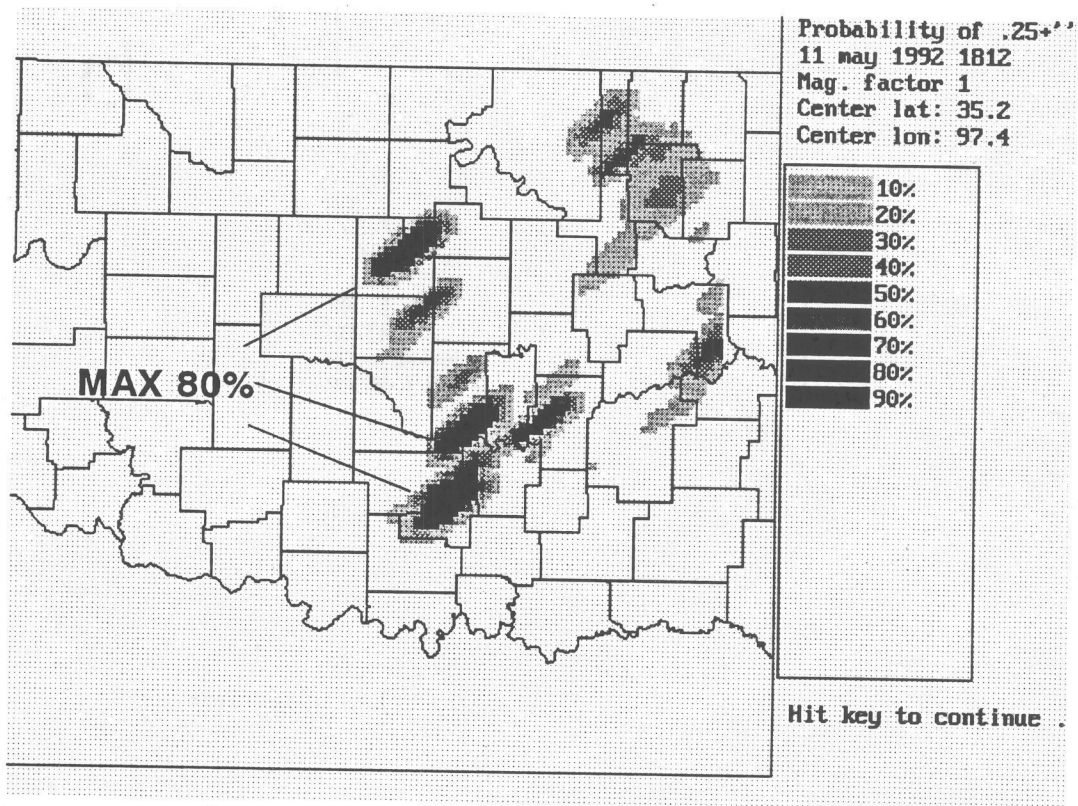 Probability of .25+’’
11 may 1992 1812
Mag. factor 1
Center lat: 35.2
Center lon: 97.4
10%
20%
30%
40%
50%
60%
70%
80%
90%
MAX 80%
Hit key to continue .